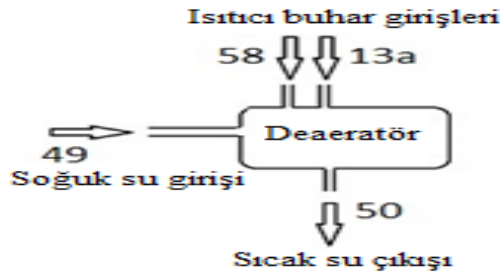 Isıtıcı buhar girişleri
58 13a
Deaeratör
49
Soğuk su girişi
50
Sıcak su çıkışı